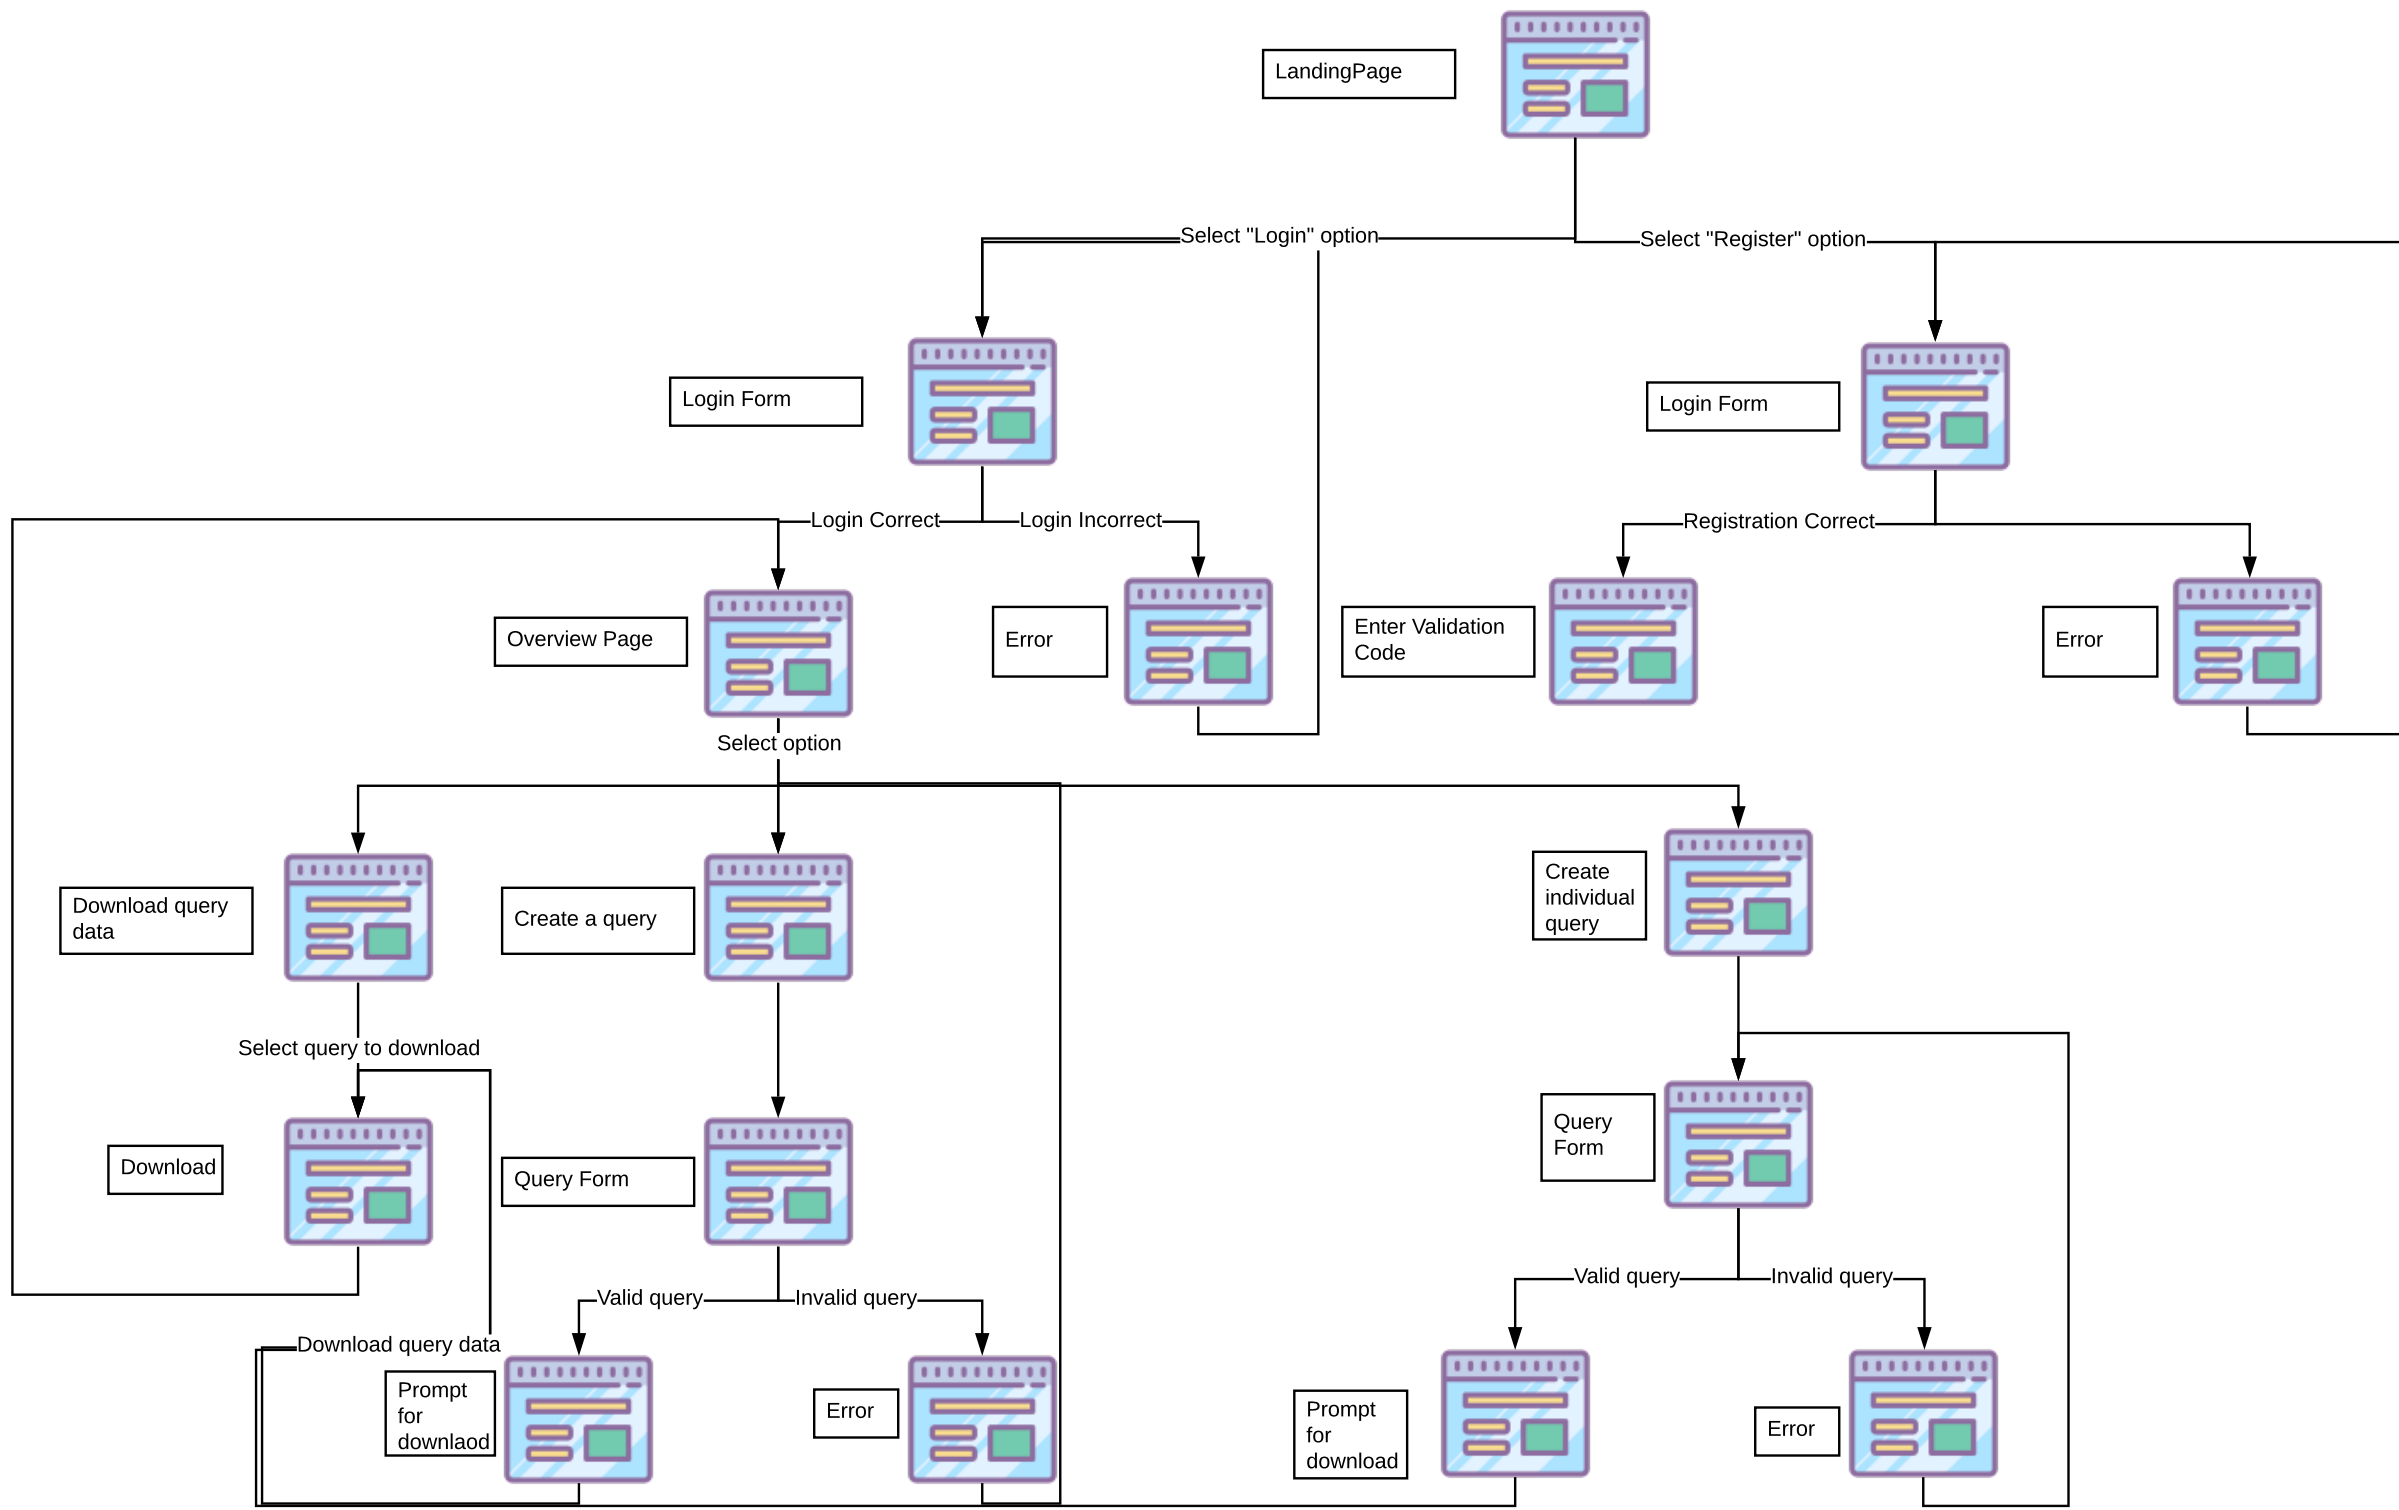 LandingPage
Select "Login" option
Select "Register" option
Login Form
Login Form
Login Correct
Login Incorrect
Registration Correct
Overview Page
Error
Enter Validation
Code
Error
Select option
Download query
data
Create a query
Create
individual
query
Select query to download
Download
Query Form
Query
Form
Valid query
Invalid query
Valid query
Invalid query
Download query data
Prompt
for
downlaod
Error
Prompt
for
download
Error